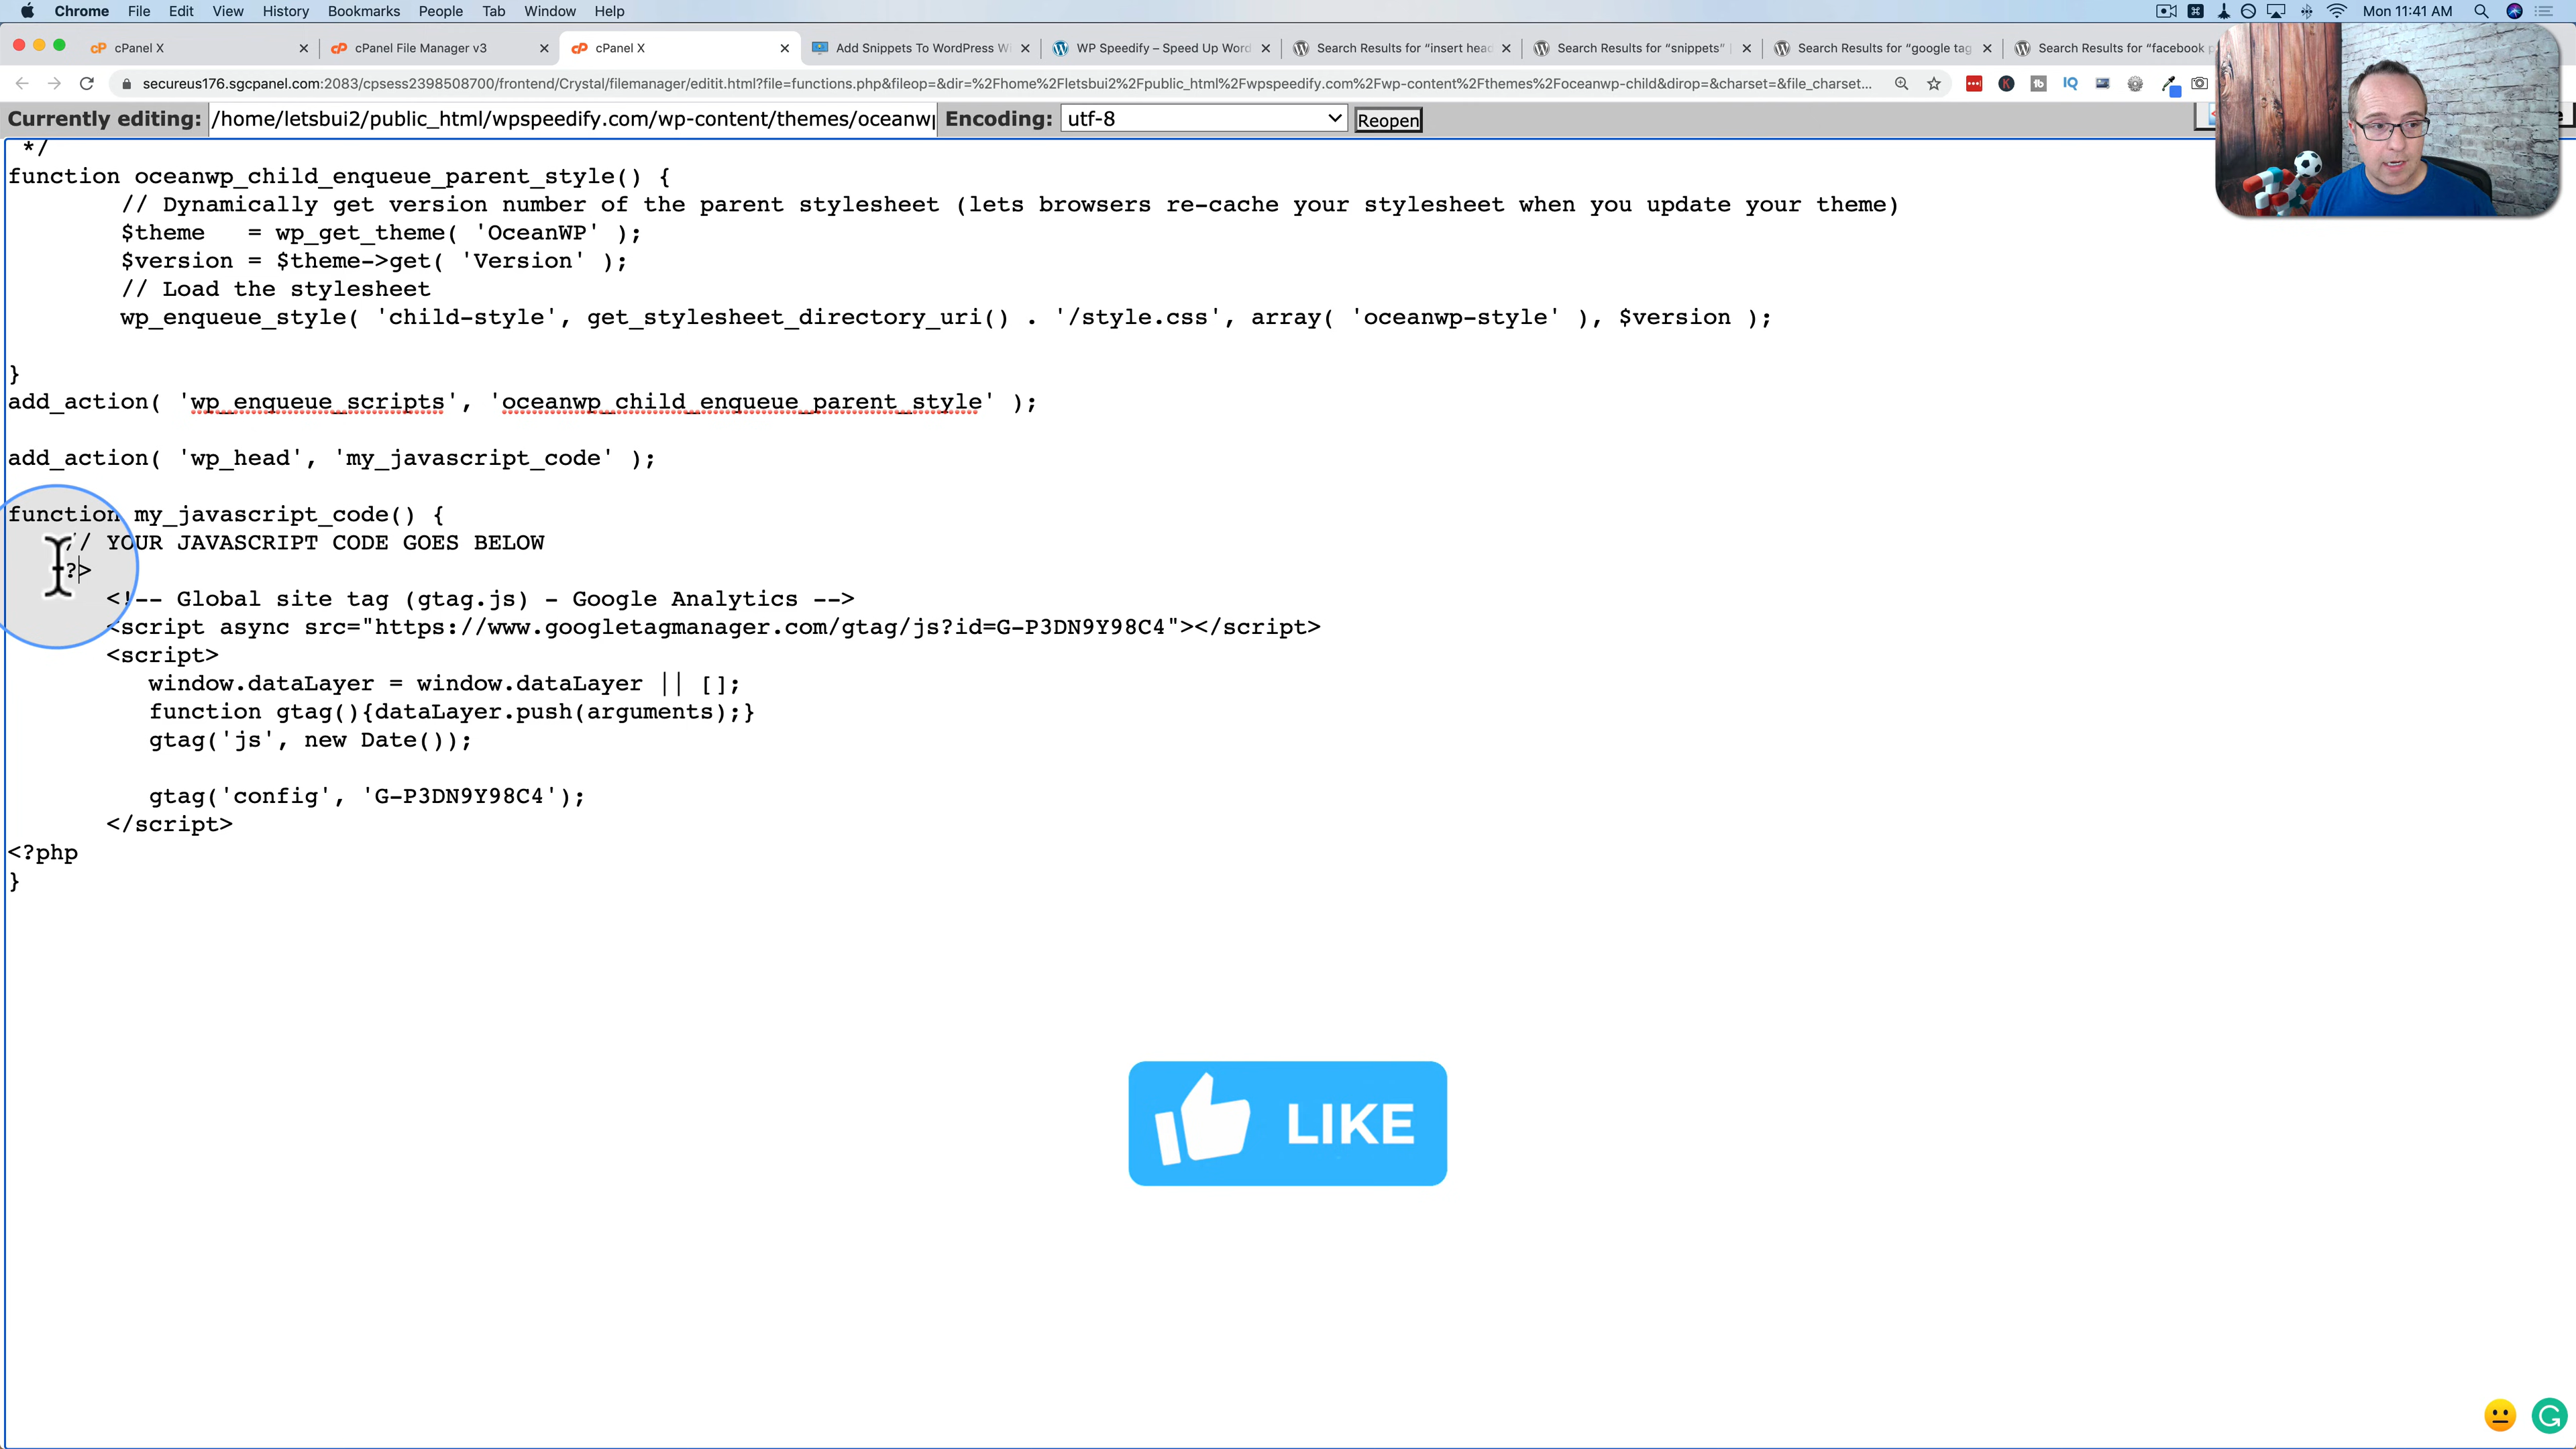 Chrome File Edit View History Bookmarks People Tab Window Help Mon 11:41 AM
cPanel X cPanel File Manager v3 cPanel X Add Snippets To WordPress W WP Speedify – Speed Up Word Search Results for “insert head Search Results for “snippets” Search Results for “google tag Search Results for “facebook p
secureus176.sgcpanel.com:2083/cpsess2398508700/frontend/Crystal/filemanager/editit.html?file=functions.php&fileop=&dir=%2Fhome%2Fletsbui2%2Fpublic_html%2Fwpspeedify.com%2Fwp-content%2Fthemes%2Foceanwp-child&dirop=&charset=&file_charset...
Currently editing: /home/letsbui2/public_html/wpspeedify.com/wp-content/themes/oceanwp Encoding: utf-8 Reopen
*/
function oceanwp_child_enqueue_parent_style() {
// Dynamically get version number of the parent stylesheet (lets browsers re-cache your stylesheet when you update your theme)
$theme = wp_get_theme( 'OceanWP' );
$version = $theme->get( 'Version' );
// Load the stylesheet
wp_enqueue_style( 'child-style', get_stylesheet_directory_uri() . '/style.css', array( 'oceanwp-style' ), $version );
}
add_action( 'wp_enqueue_scripts', 'oceanwp_child_enqueue_parent_style' );
add_action( 'wp_head', 'my_javascript_code' );
function my_javascript_code() {
// YOUR JAVASCRIPT CODE GOES BELOW
?>
<!-- Global site tag (gtag.js) - Google Analytics -->
<script async src="https://www.googletagmanager.com/gtag/js?id=G-P3DN9Y98C4"></script>
<script>
window.dataLayer = window.dataLayer || [];
function gtag(){dataLayer.push(arguments);}
gtag('js', new Date());
gtag('config', 'G-P3DN9Y98C4');
</script>
<?php
}
LIKE